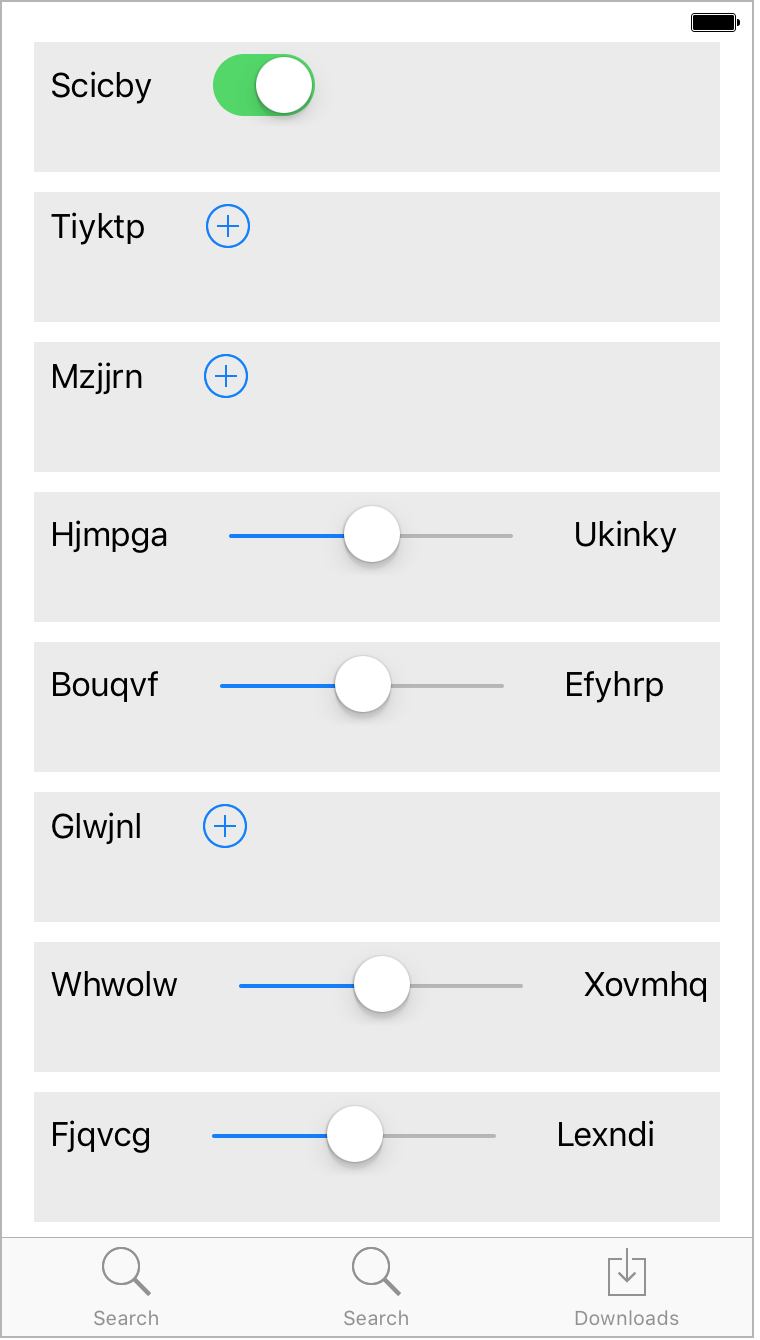 Scicby
Tiyktp
Mzjjrn
Hjmpga Ukinky
Bouqvf Efyhrp
Glwjnl
Whwolw Xovmhq
Fjqvcg Lexndi
Search Search Downloads